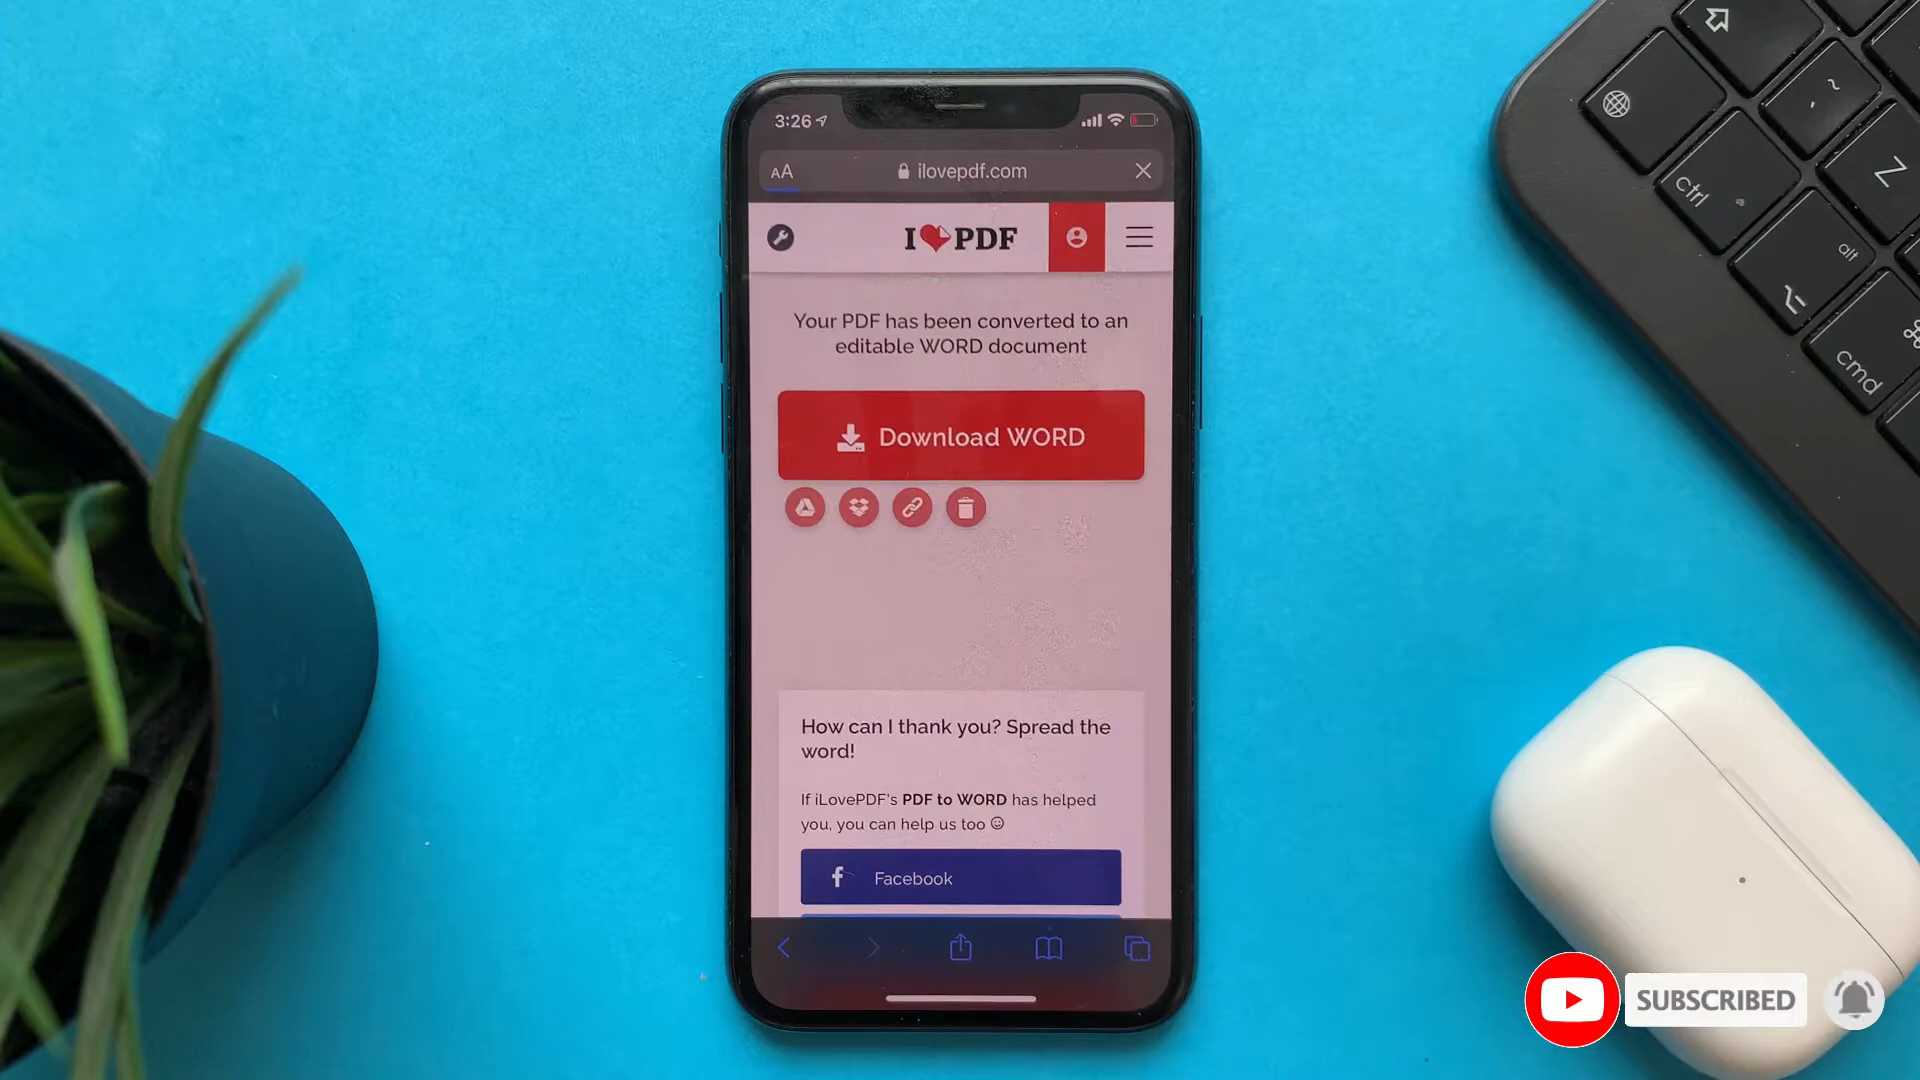 3:26
AA
ilovepdf.com
I PDF
Your PDF has been converted to an
editable WORD document
Download WORD
How can I thank you? Spread the
word!
If iLovePDF's PDF to WORD has helped
you, you can help us too
f
Facebook
ctrl
alt
cmd
Z
~
SUBSCRIBED